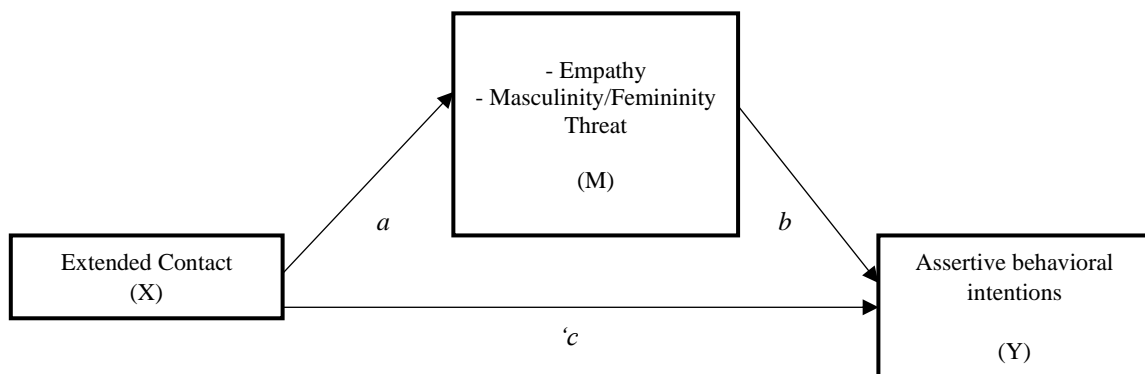 - Empathy
- Masculinity/Femininity
Threat
(M)
a
b
Extended Contact
(X)
Assertive behavioral
intentions
(Y)
‘c